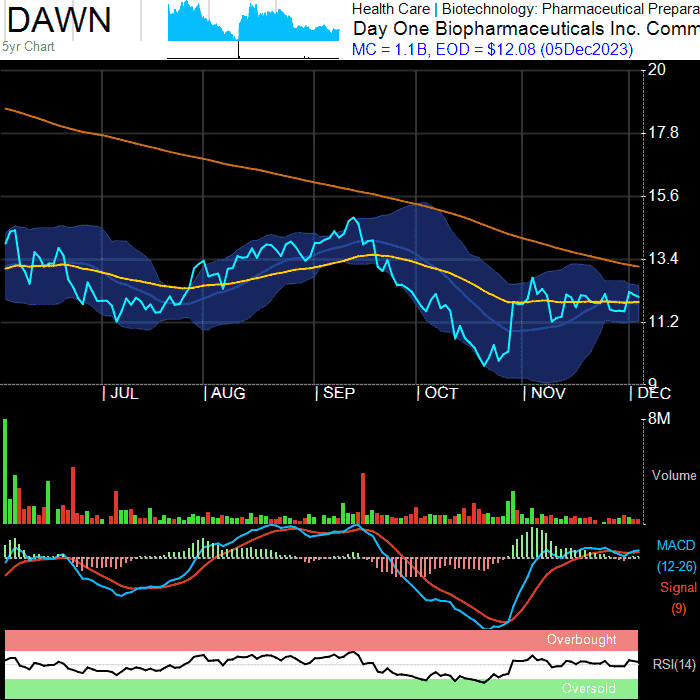 DAWN
5yr Chart
Health Care | Biotechnology: Pharmaceutical Prepara
Day One Biopharmaceuticals Inc. Comm
MC = 1.1B, EOD = $12.08 (05Dec2023)
20
17.8
15.6
13.4
11.2
9
| JUL | AUG | SEP | OCT | NOV | DEC
8M
Volume
MACD
(12-26)
Signal
(9)
Overbought
RSI(14)
Oversold